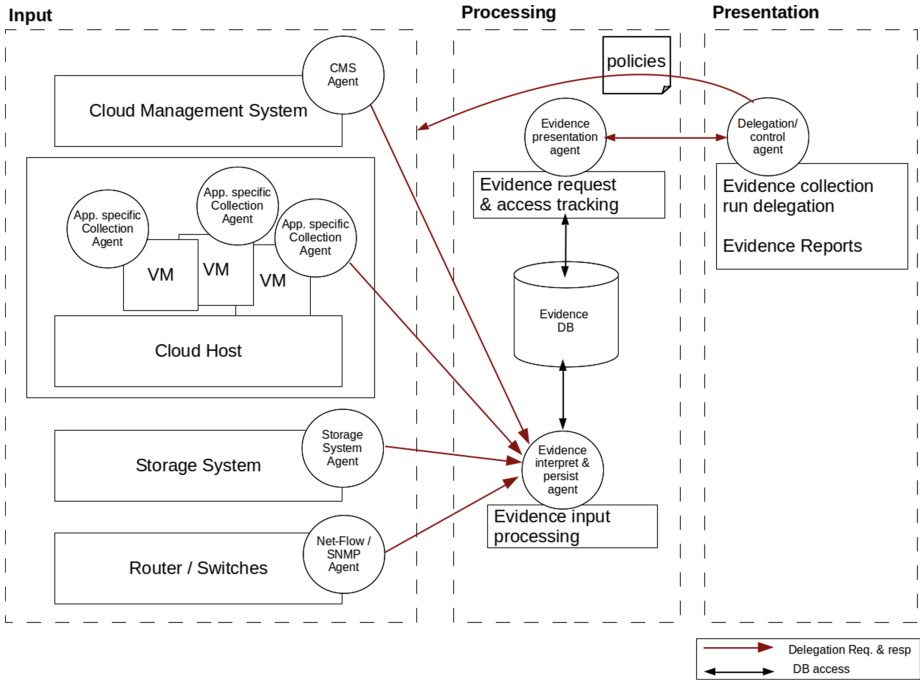 Input
Processing
Presentation
CMS
Agent
Cloud Management System
policies
Evidence
presentation
agent
Delegation/
control
agent
Evidence request
& access tracking
Evidence collection
run delegation
Evidence Reports
App. specific
Collection
Agent
App. specific
Collection
Agent
App. specific
Collection
Agent
VM
VM
VM
Cloud Host
Evidence
DB
Storage
System
Agent
Storage System
Evidence
interpret &
persist
agent
Evidence input
processing
Net-Flow /
SNMP
Agent
Router / Switches
Delegation Req. & resp
DB access